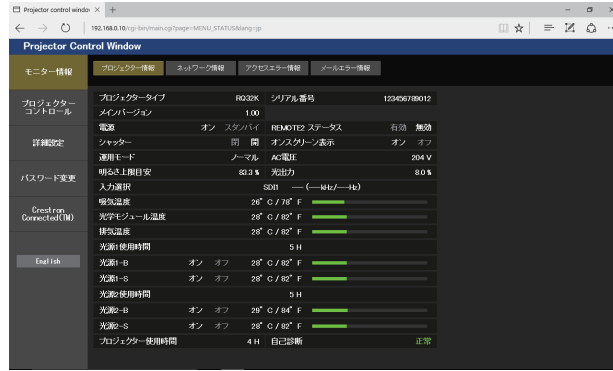 Projector control window
192.168.0.10/cgi-bin/main.cgi?page=MENU_STATUS&lang=jp
Projector Control Window
モニター情報
プロジェクター情報 ネットワーク情報 アクセスエラー情報 メールエラー情報
プロジェクター
コントロール
詳細設定
パスワード変更
Crestron
Connected(TM)
English
プロジェクタータイプ RQ32K シリアル番号 123456789012
メインバージョン 1.00
電源 オン スタンバイ REMOTE2 ステータス 有効 無効
シャッター 閉 開 オンスクリーン表示 オン オフ
運用モード ノーマル AC電圧 204 V
明るさ上限目安 83.3 % 光出力 8.0 %
入力選択 SDI1 ---(---kHz/---Hz)
吸気温度 26°C / 78°F
光学モジュール温度 28°C / 82°F
排気温度 28°C / 82°F
光源1使用時間 5 H
光源1-B オン オフ 28°C / 82°F
光源1-S オン オフ 28°C / 82°F
光源2使用時間 5 H
光源2-B オン オフ 29°C / 84°F
光源2-S オン オフ 28°C / 82°F
プロジェクター使用時間 4 H 自己診断 正常